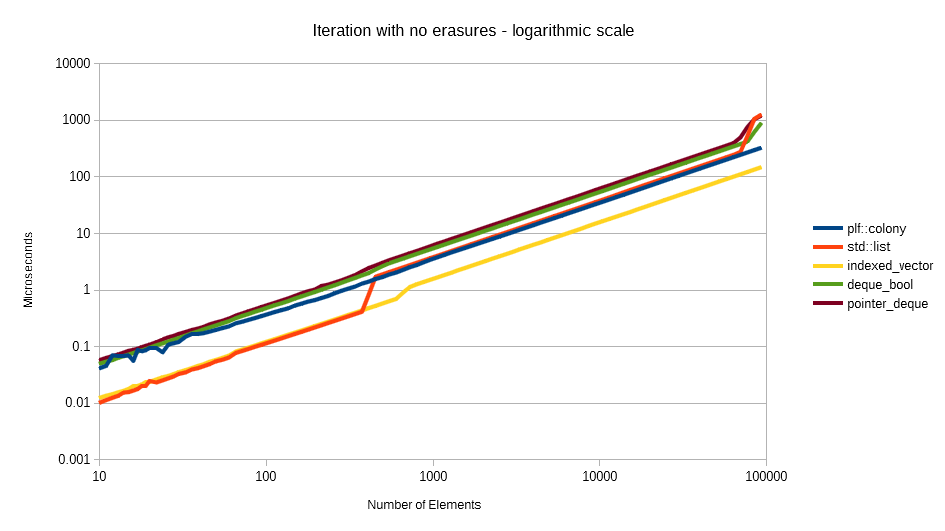 Iteration with no erasures - logarithmic scale
10000
1000
100
10
1
0.1
0.01
0.001
Microseconds
10
100
1000
10000
100000
Number of Elements
plf::colony
std::list
indexed_vector
deque_bool
pointer_deque